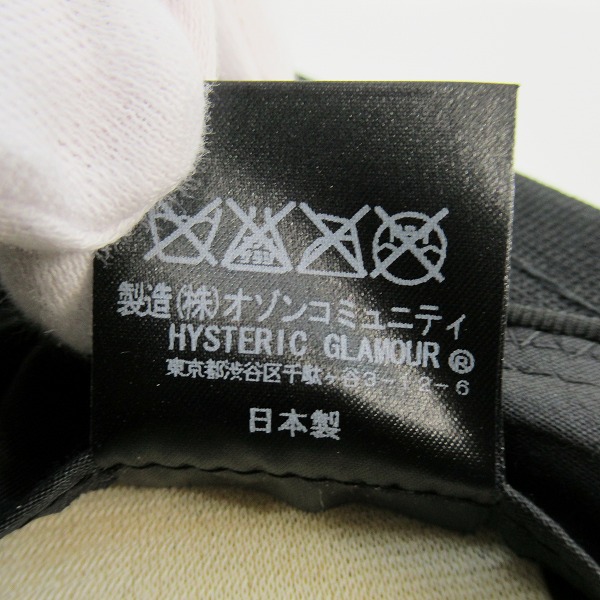 製造(株)オゾンコミュニティ
HYSTERIC GLAMOUR®
東京都渋谷区千駄ヶ谷3-13-6
日本製